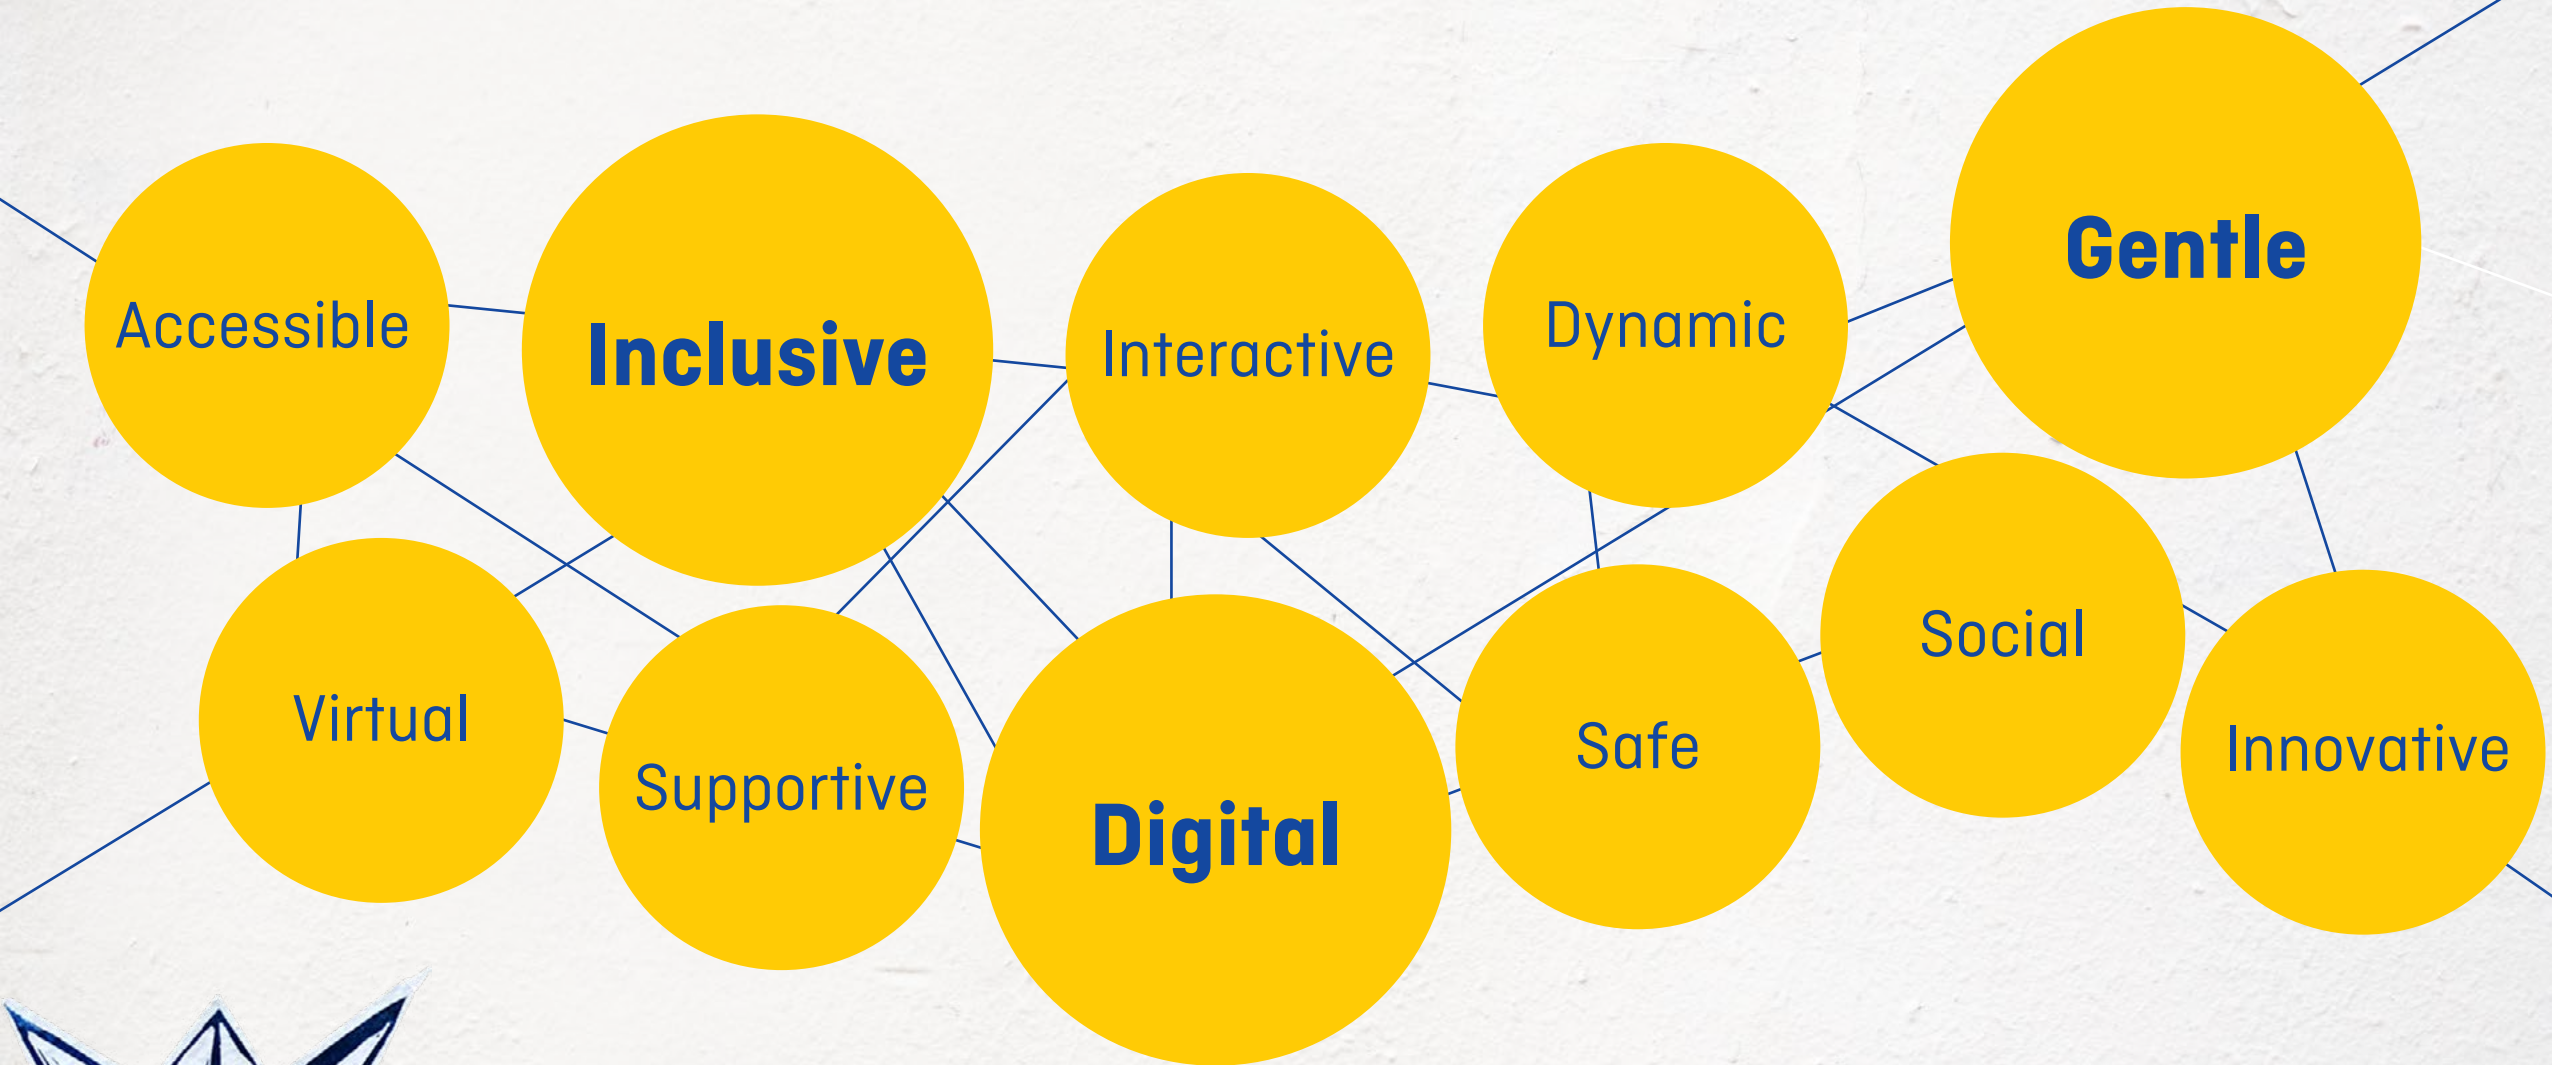 Accessible
Inclusive
Interactive
Dynamic
Gentle
Virtual
Supportive
Digital
Safe
Social
Innovative